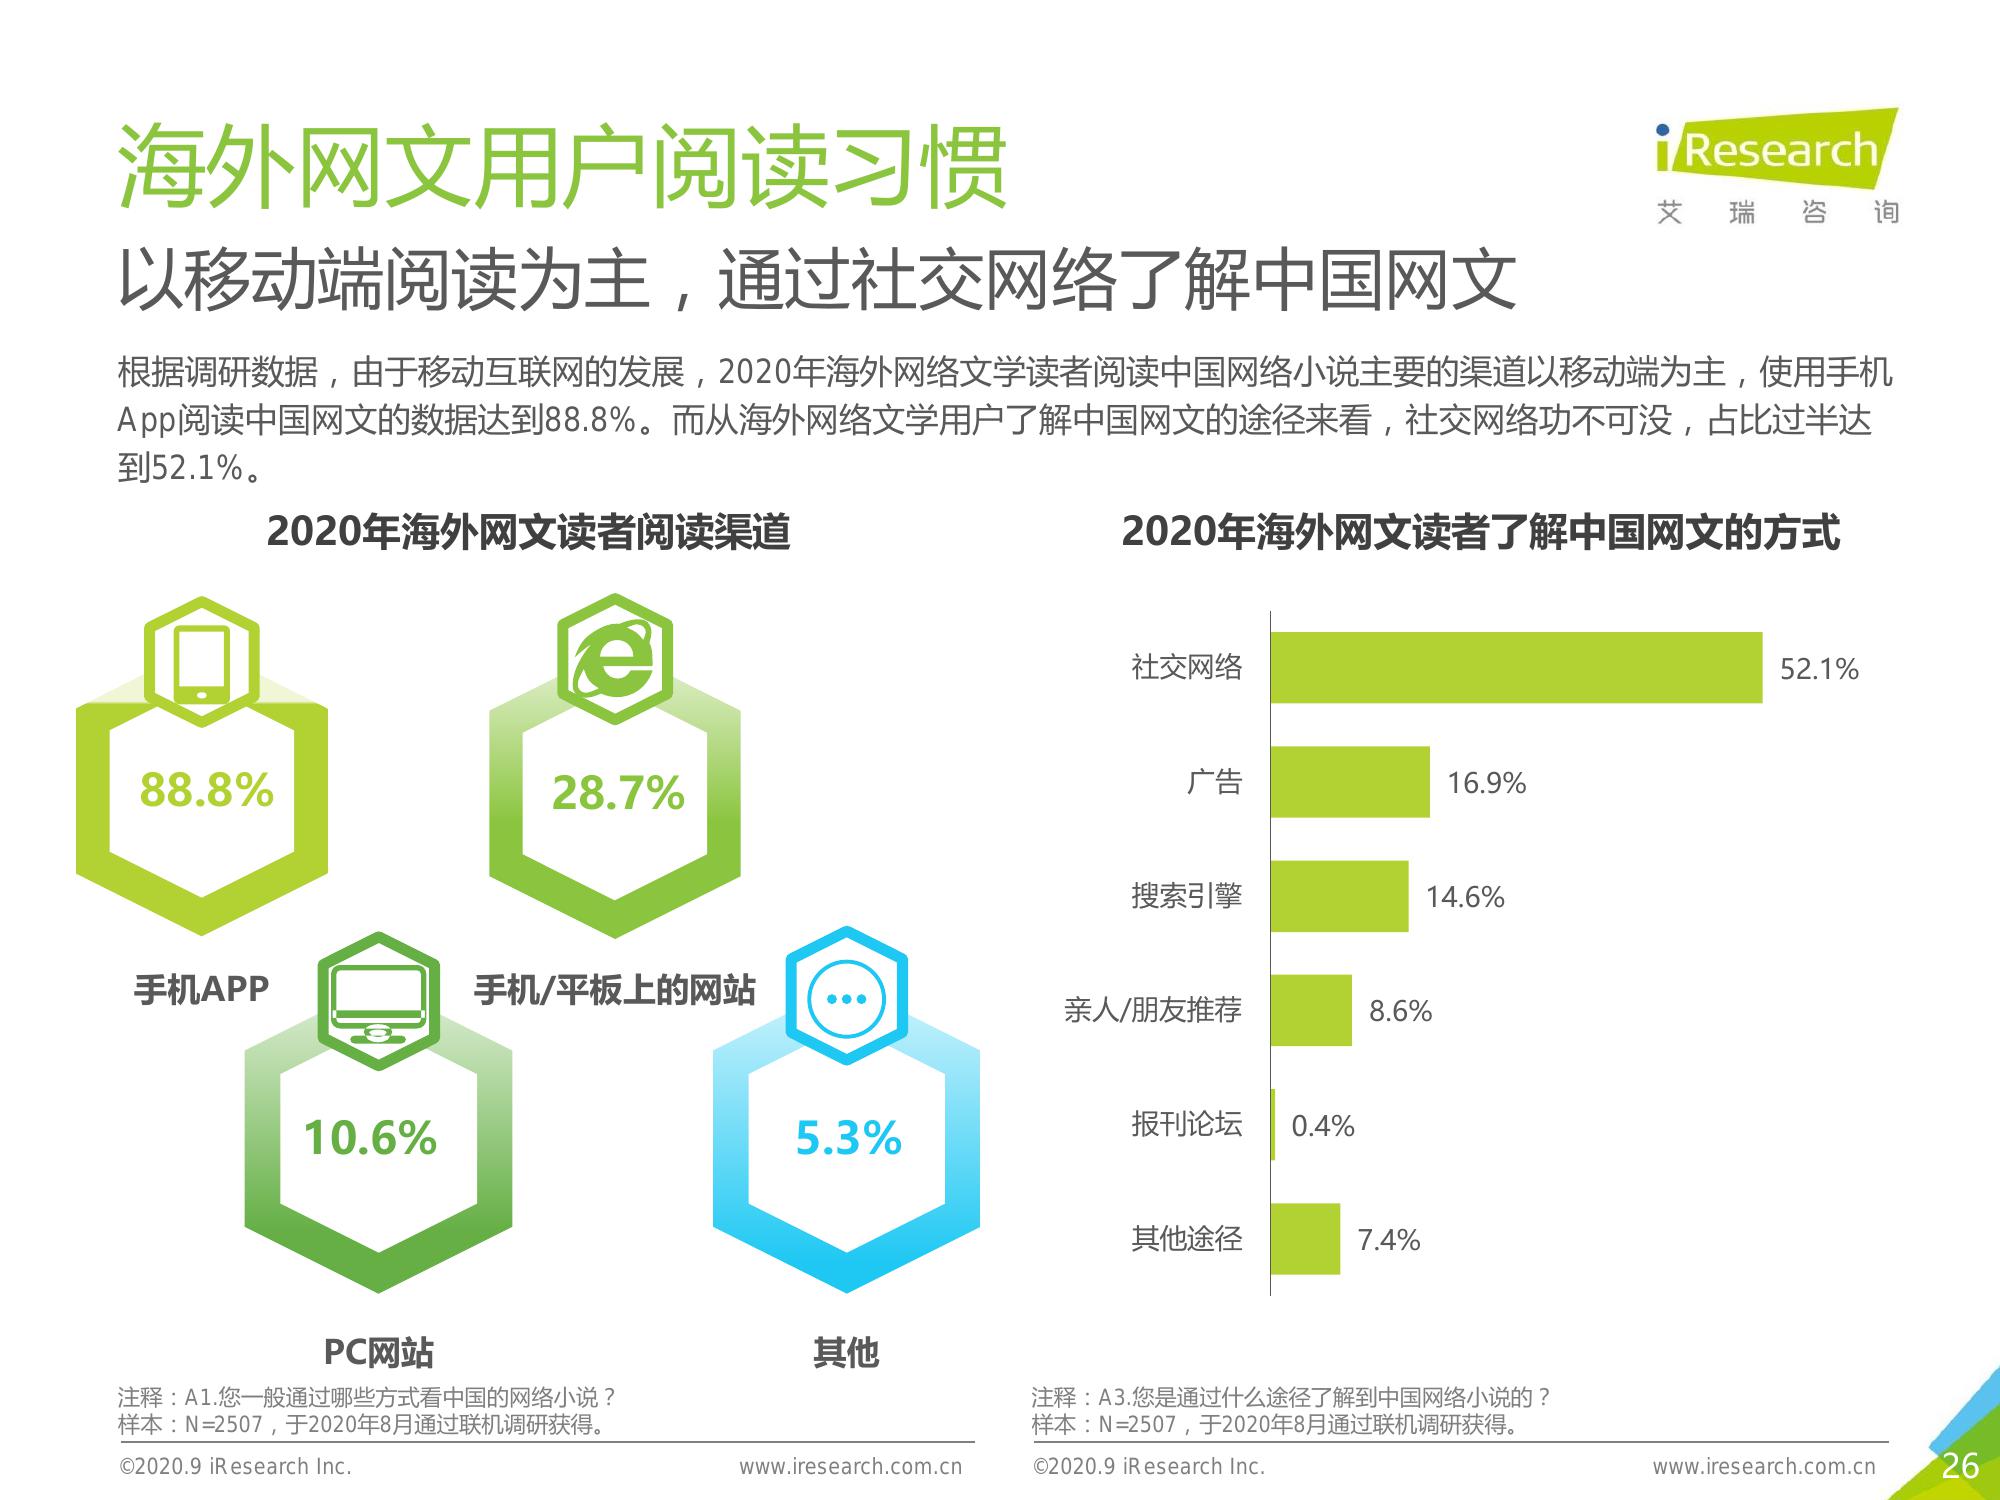 海外网文用户阅读习惯
iResearch
艾瑞咨询
以移动端阅读为主，通过社交网络了解中国网文
根据调研数据，由于移动互联网的发展，2020年海外网络文学读者阅读中国网络小说主要的渠道以移动端为主，使用手机
App阅读中国网文的数据达到88.8%。而从海外网络文学用户了解中国网文的途径来看，社交网络功不可没，占比过半达
到52.1%。
2020年海外网文读者阅读渠道
88.8%
手机APP
28.7%
手机/平板上的网站
10.6%
PC网站
5.3%
其他
注释：A1.您一般通过哪些方式看中国的网络小说？
样本：N=2507，于2020年8月通过联机调研获得。
2020年海外网文读者了解中国网文的方式
社交网络 52.1%
广告 16.9%
搜索引擎 14.6%
亲人/朋友推荐 8.6%
报刊论坛 0.4%
其他途径 7.4%
注释：A3.您是通过什么途径了解到中国网络小说的？
样本：N=2507，于2020年8月通过联机调研获得。
©2020.9 iResearch Inc.
www.iresearch.com.cn
©2020.9 iResearch Inc.
www.iresearch.com.cn
26